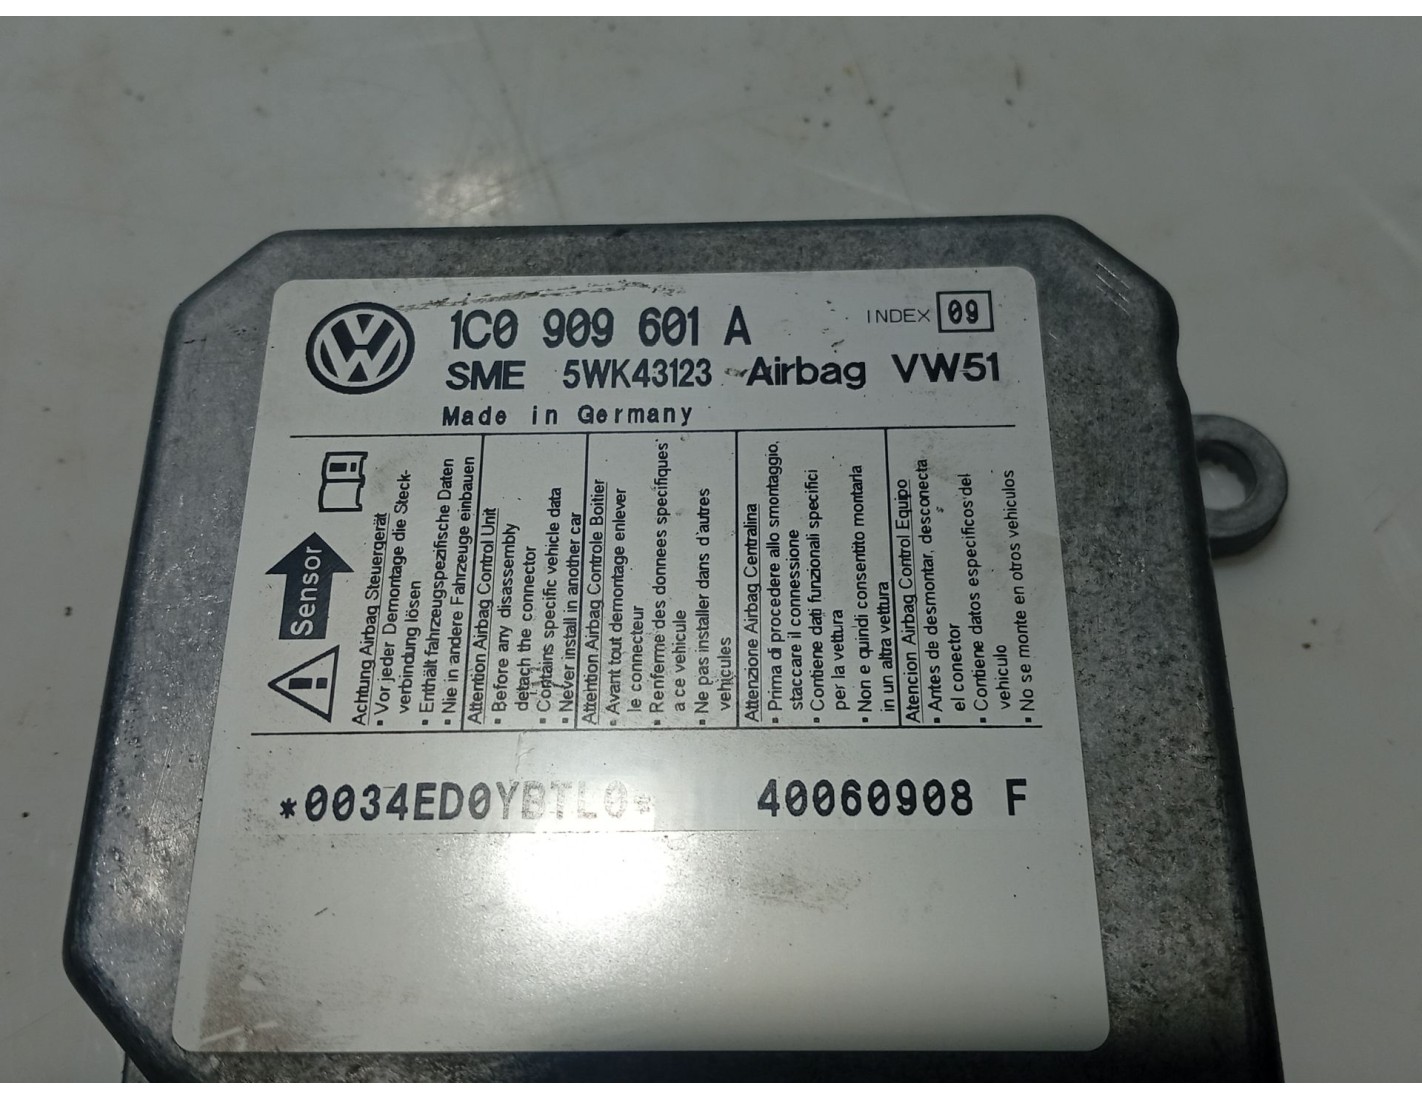 1C0 909 601 A
INDEX 09
SME 5WK43123 Airbag VW51
Made in Germany
Sensor
Achtung Airbag Steuergerät
• Vor jeder Demontage die Steck-
verbindung lösen
• Enthält fahrzeugspezifische Daten
• Nie in andere Fahrzeuge einbauen
Attention Airbag Control Unit
• Before any disassembly
detach the connector
• Contains specific vehicle data
• Never install in another car
Attention Airbag Controle Boitier
• Avant tout demontage enlever
le connecteur
• Renferme des donnees specifiques
a ce vehicule
• Ne pas installer dans d'autres
vehicules
Attenzione Airbag Centralina
• Prima di procedere allo smontaggio,
staccare il connessione
• Contiene dati funzionali specifici
per la vettura
• Non e quindi consentito montaria
in un altra vettura
Atencion Airbag Control Equipo
• Antes de desmontar, desconecta
el conector
• Contiene datos especificos del
vehiculo
• No se monte en otros vehiculos
*0034ED0YBTL0* 40060908 F